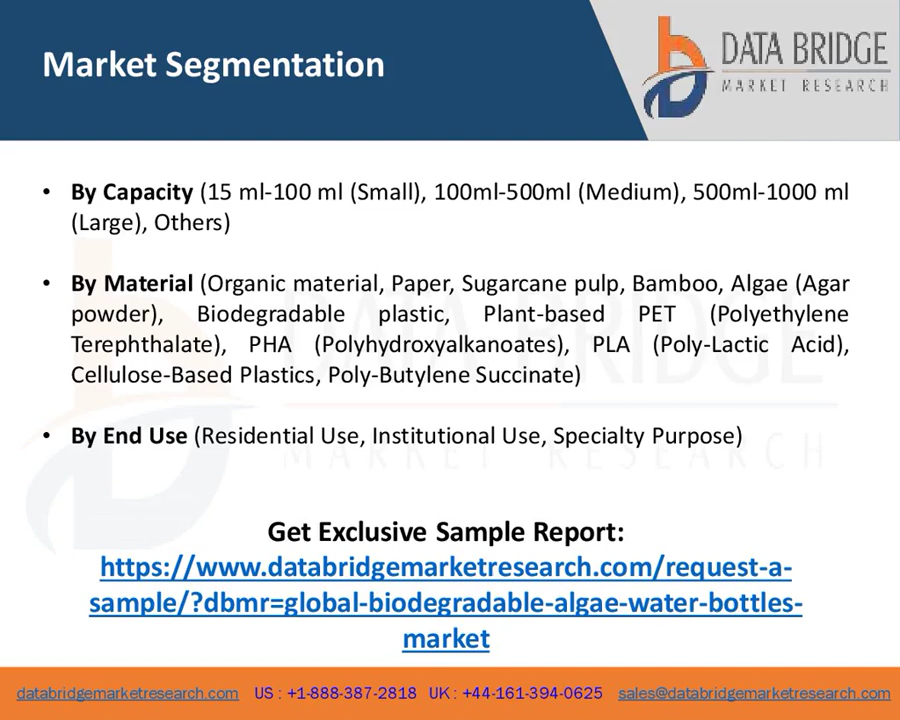 Market Segmentation
DATA BRIDGE
MARKET RESEARCH
• By Capacity (15 ml-100 ml (Small), 100ml-500ml (Medium), 500ml-1000 ml
(Large), Others)
• By Material (Organic material, Paper, Sugarcane pulp, Bamboo, Algae (Agar
powder), Biodegradable plastic, Plant-based PET (Polyethylene
Terephthalate), PHA (Polyhydroxyalkanoates), PLA (Poly-Lactic Acid),
Cellulose-Based Plastics, Poly-Butylene Succinate)
• By End Use (Residential Use, Institutional Use, Specialty Purpose)
DATA BRIDGE
MARKET RESEARCH
Get Exclusive Sample Report:
https://www.databridgemarketresearch.com/request-a-
sample/?dbmr=global-biodegradable-algae-water-bottles-
market
databridgemarketresearch.com US : +1-888-387-2818 UK : +44-161-394-0625 sales@databridgemarketresearch.com